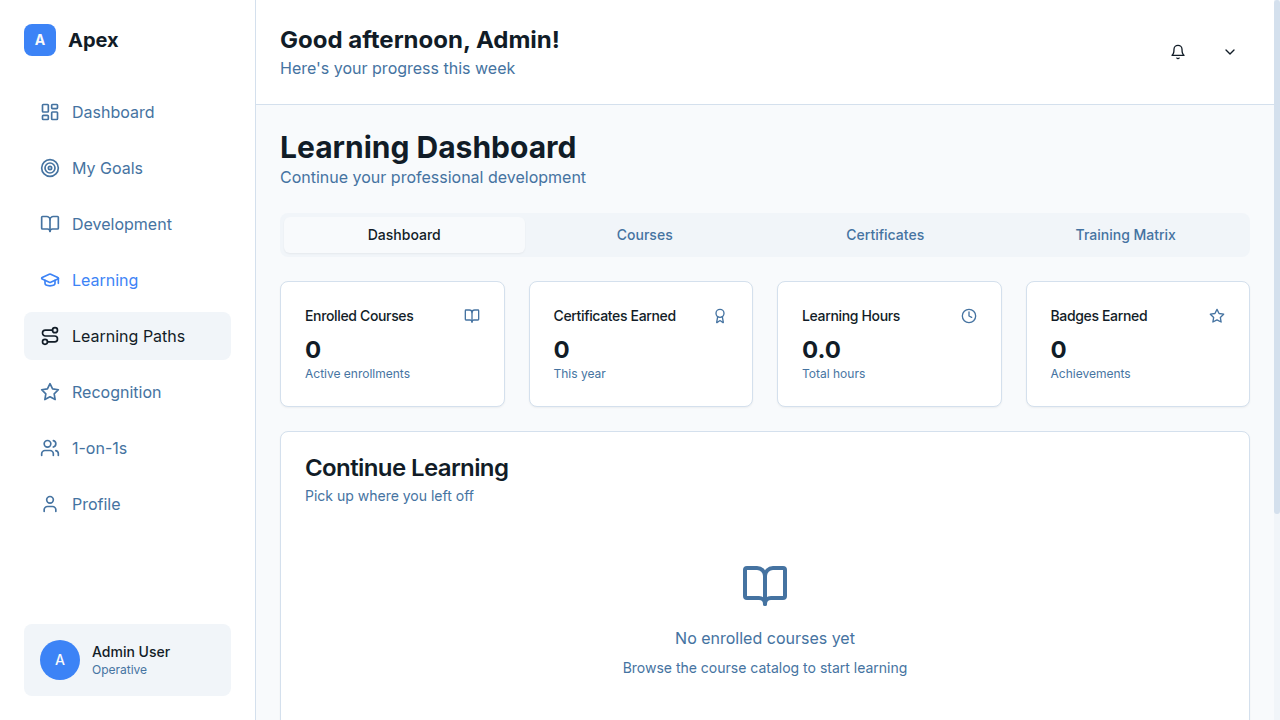 A
Apex
Dashboard
My Goals
Development
Learning
Learning Paths
Recognition
1-on-1s
Profile
A
Admin User
Operative
Good afternoon, Admin!
Here's your progress this week
Learning Dashboard
Continue your professional development
Dashboard
Courses
Certificates
Training Matrix
Enrolled Courses
0
Active enrollments
Certificates Earned
0
This year
Learning Hours
0.0
Total hours
Badges Earned
0
Achievements
Continue Learning
Pick up where you left off
No enrolled courses yet
Browse the course catalog to start learning